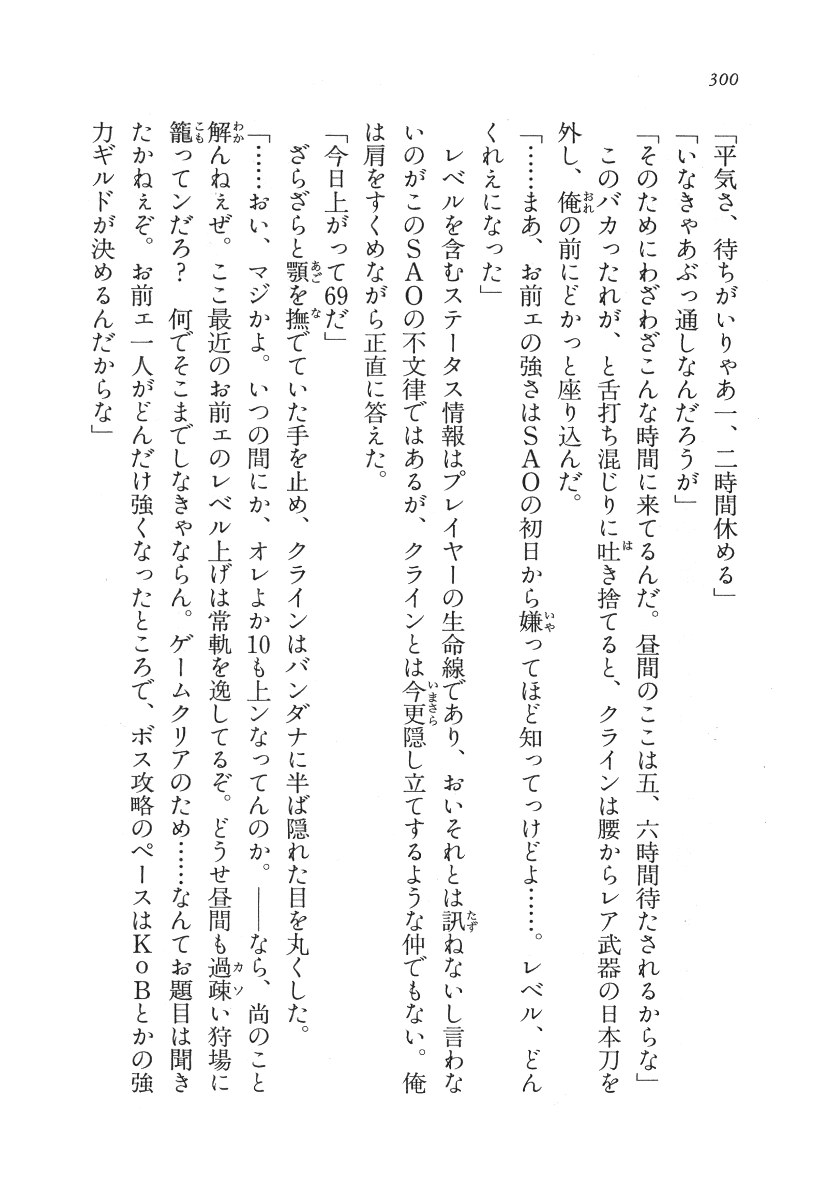 300
「平気さ、待ちがいりゃあ一、二時間休める」
「いなきゃあぶっ通しなんだろうが」
「そのためにわざわざこんな時間に来てるんだ。昼間のここは五、六時間待たされるからな」
このバカったれが、と舌打ち混じりに吐き捨てると、クラインは腰からレア武器の日本刀を
外し、俺の前にどかっと座り込んだ。
「……まあ、お前ェの強さはSAOの初日から嫌ってほど知ってっけどよ……。レベル、どん
くれえになった」
レベルを含むステータス情報はプレイヤーの生命線であり、おいそれとは訊ねないし言わな
いのがこのSAOの不文律ではあるが、クラインとは今更隠し立てするような仲でもない。俺
は肩をすくめながら正直に答えた。
「今日上がって69だ」
ざらざらと顎を撫でていた手を止め、クラインはバンダナに半ば隠れた目を丸くした。
「……おい、マジかよ。いつの間にか、オレよか10も上ンなってんのか。――なら、尚のこと
解んねぇぜ。ここ最近のお前ェのレベル上げは常軌を逸してるぞ。どうせ昼間も過疎い狩場に
籠ってンだろ？　何でそこまでしなきゃならん。ゲームクリアのため……なんてお題目は聞き
たかねぇぞ。お前ェ一人がどんだけ強くなったところで、ボス攻略のペースはKoBとかの強
力ギルドが決めるんだからな」